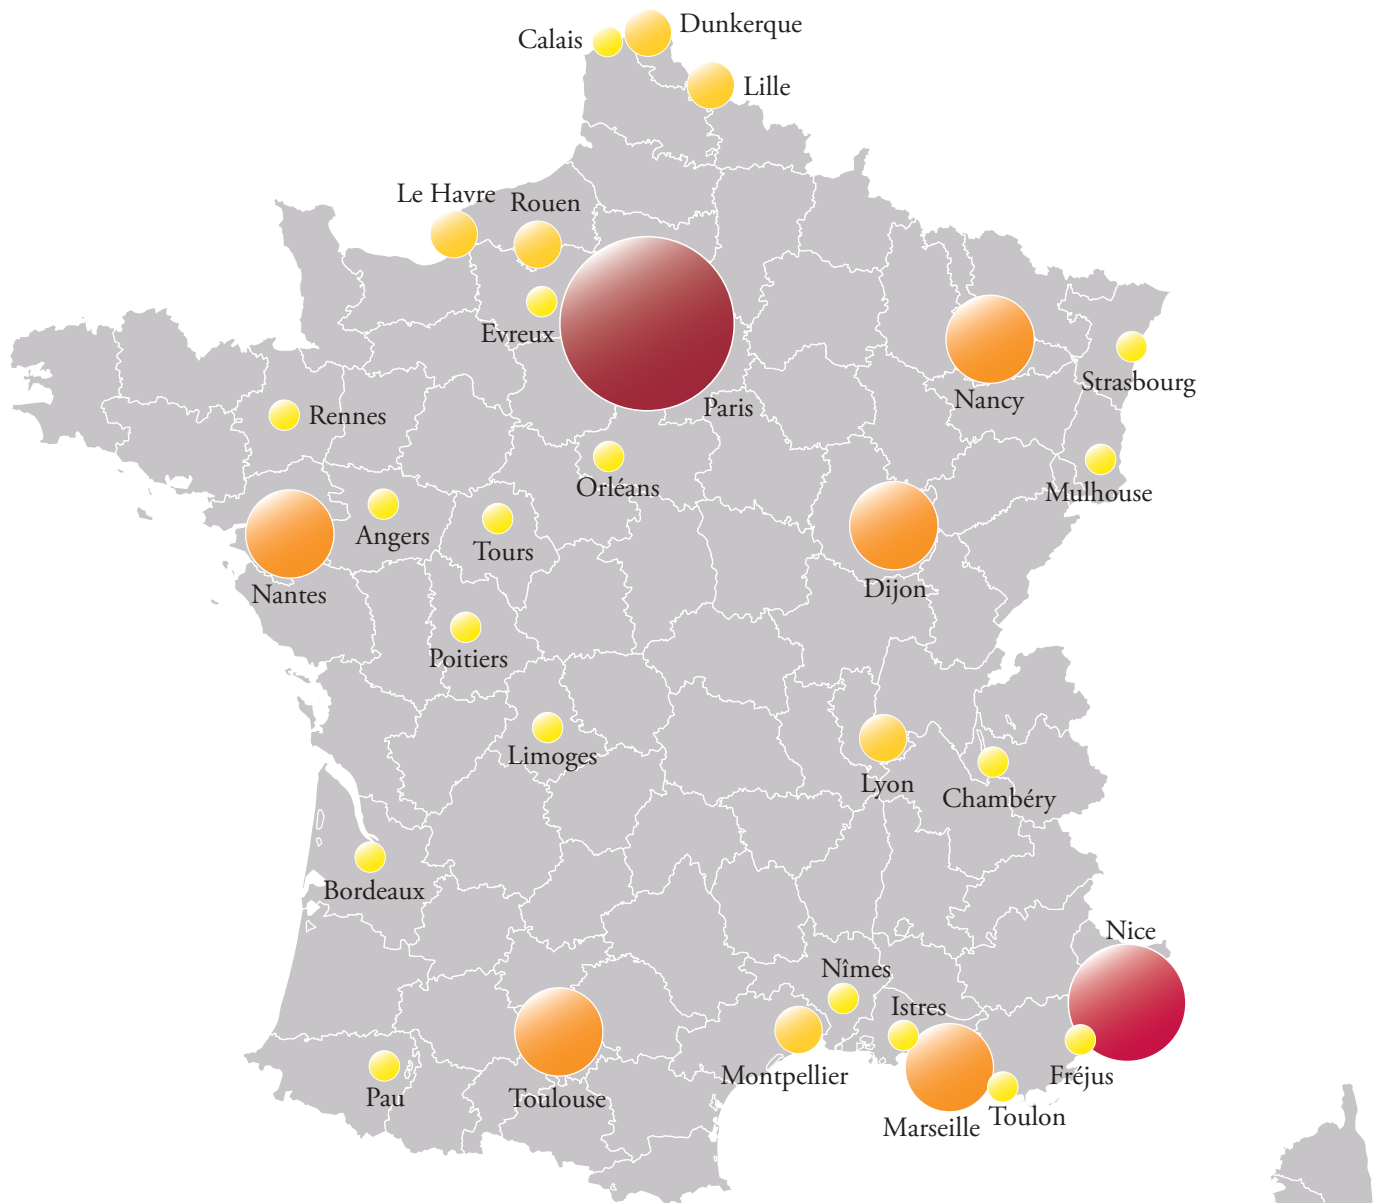 Dunkerque
Calais
Lille
Le Havre
Rouen
Evreux
Strasbourg
Nancy
Paris
Rennes
Orléans
Mulhouse
Angers
Tours
Dijon
Nantes
Poitiers
Limoges
Lyon
Chambéry
Bordeaux
Nice
Nîmes
Istres
Montpellier
Fréjus
Pau
Toulouse
Toulon
Marseille